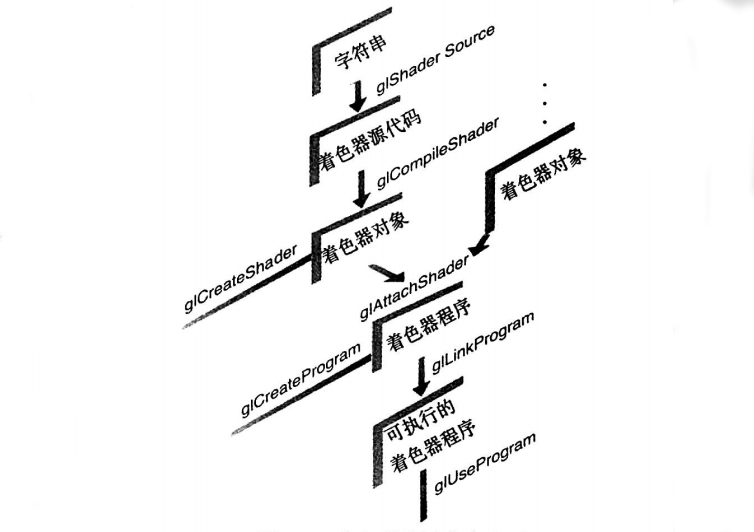 字符串
glShader Source
着色器源代码
glCompileShader
着色器对象
着色器对象
glCreateShader
glAttachShader
着色器程序
glCreateProgram
glLinkProgram
可执行的
着色器程序
glUseProgram